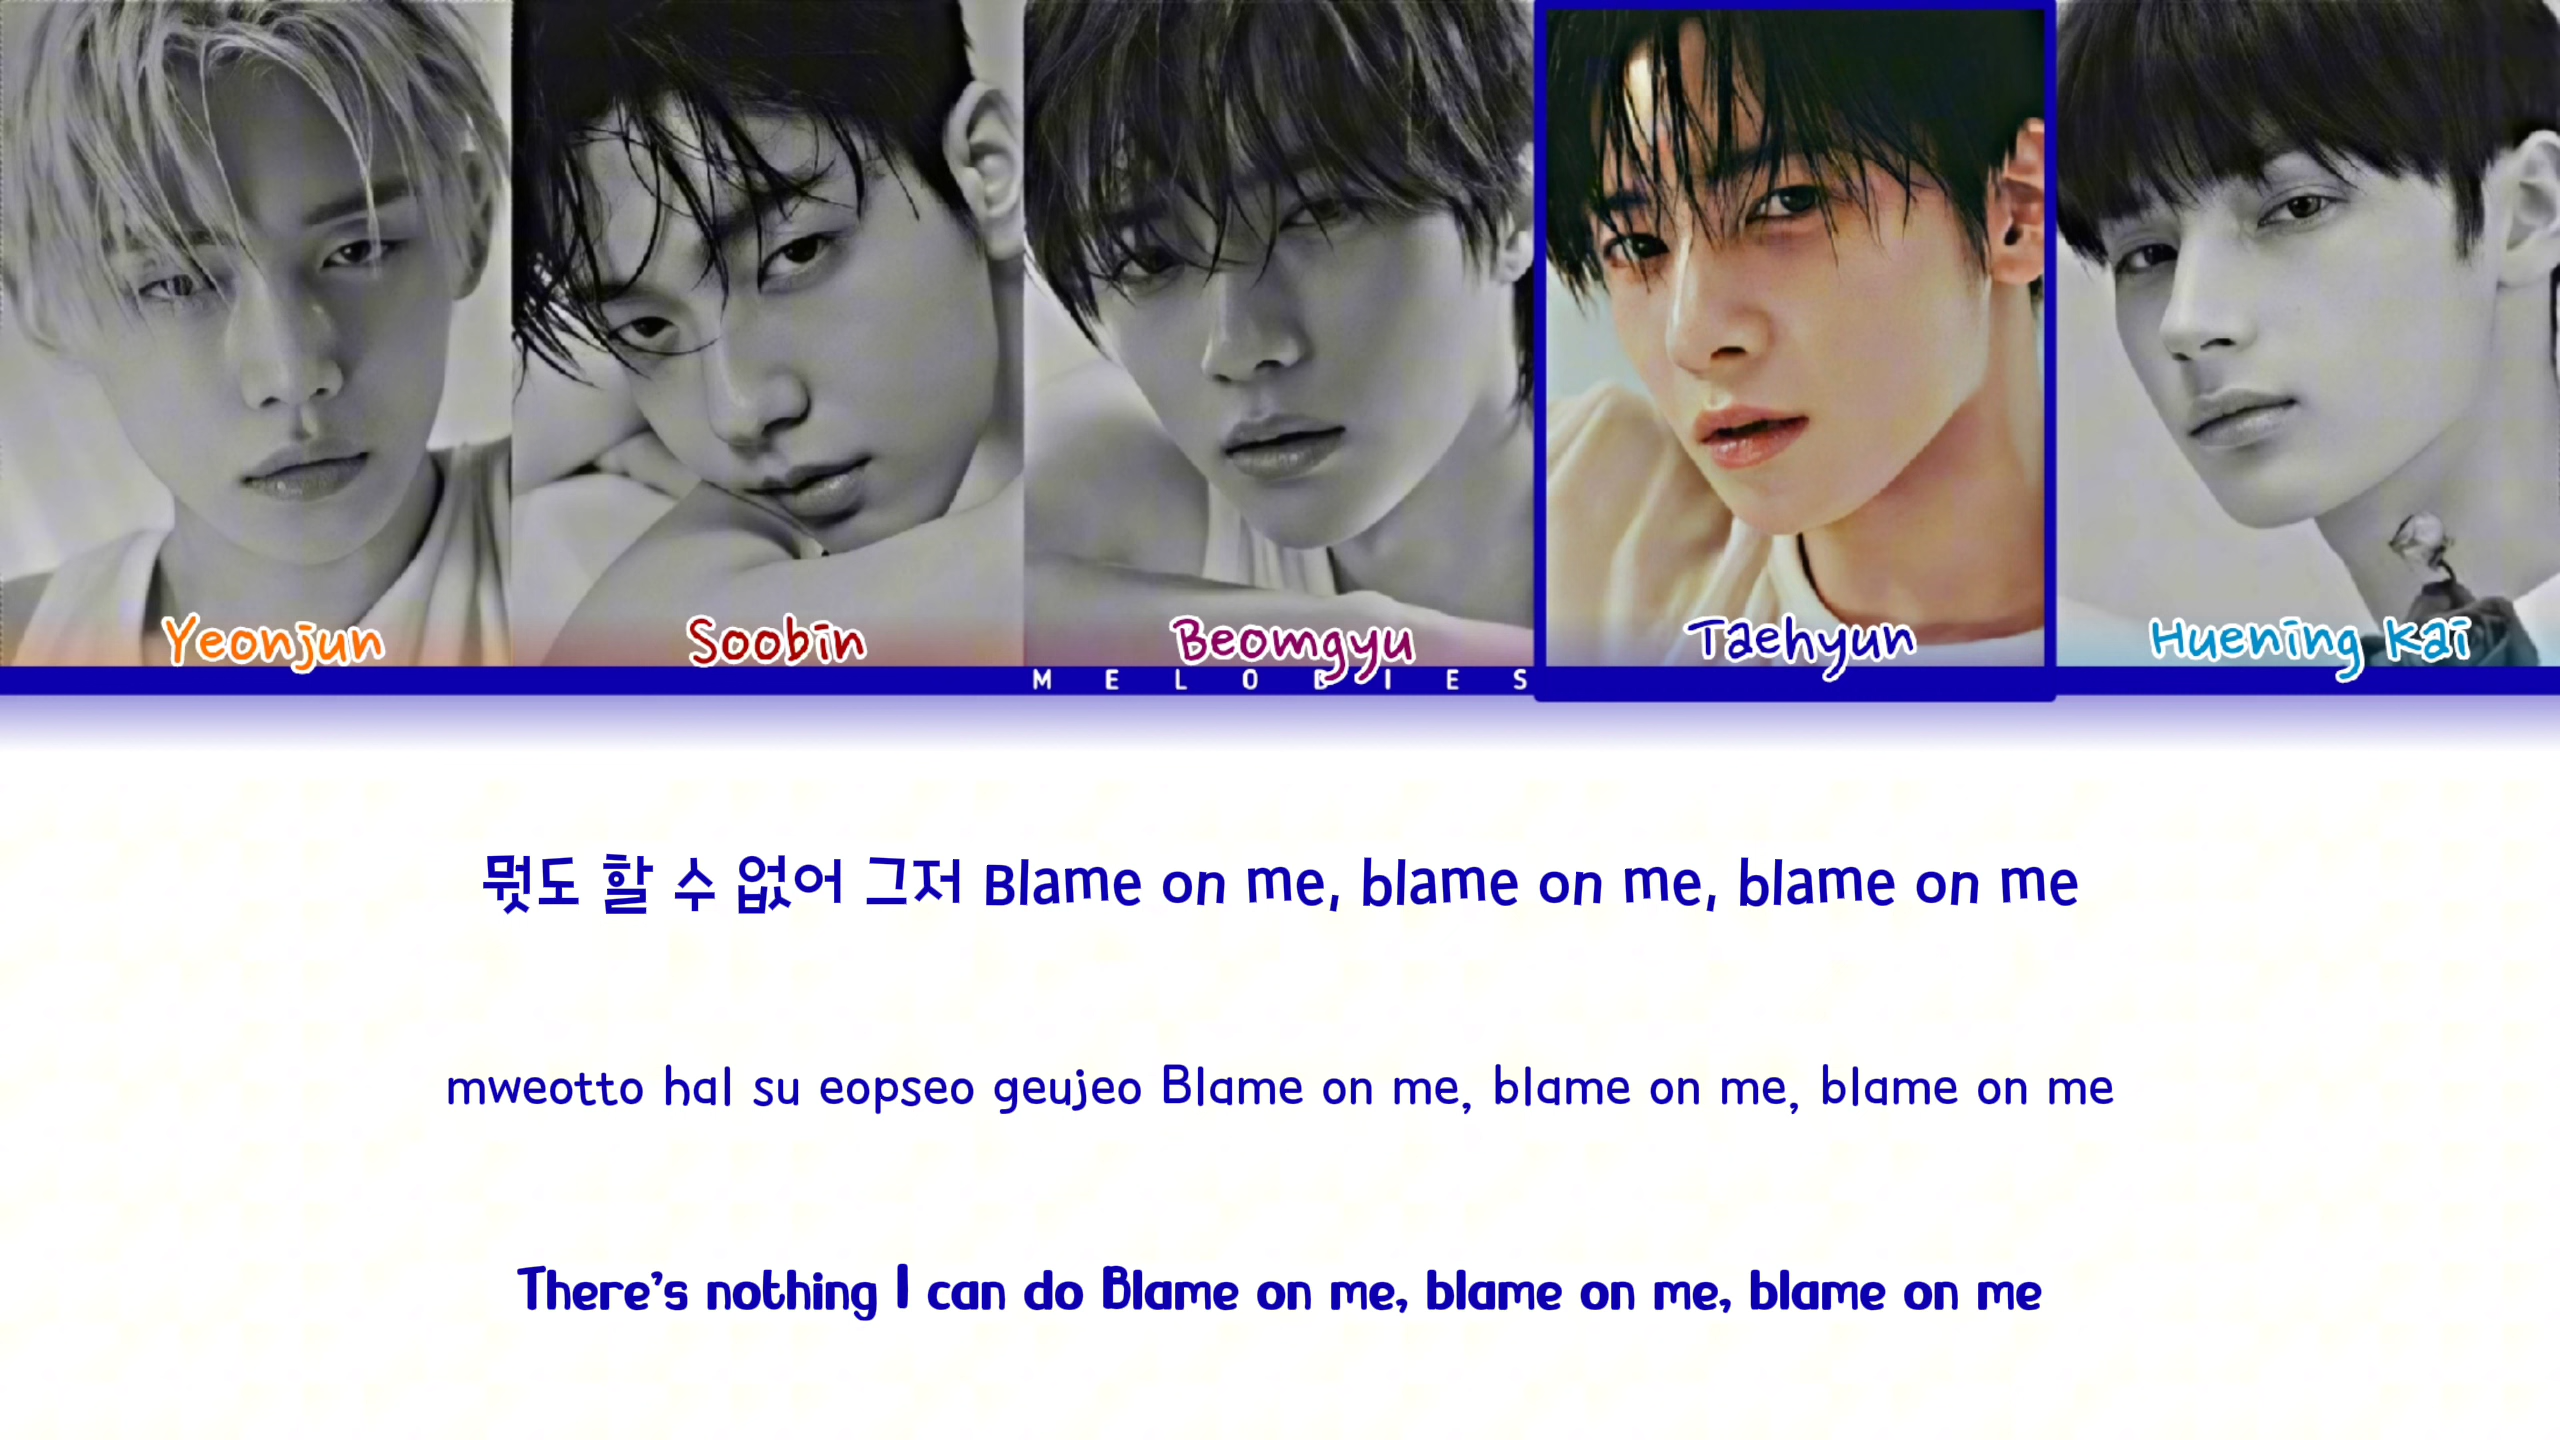 Yeonjun
Soobin
Beomgyu
Taehyun
Huening Kai
MELODIES
뭣도 할 수 없어 그저 Blame on me, blame on me, blame on me
mweotto hal su eopseo geujeo Blame on me, blame on me, blame on me
There's nothing I can do Blame on me, blame on me, blame on me